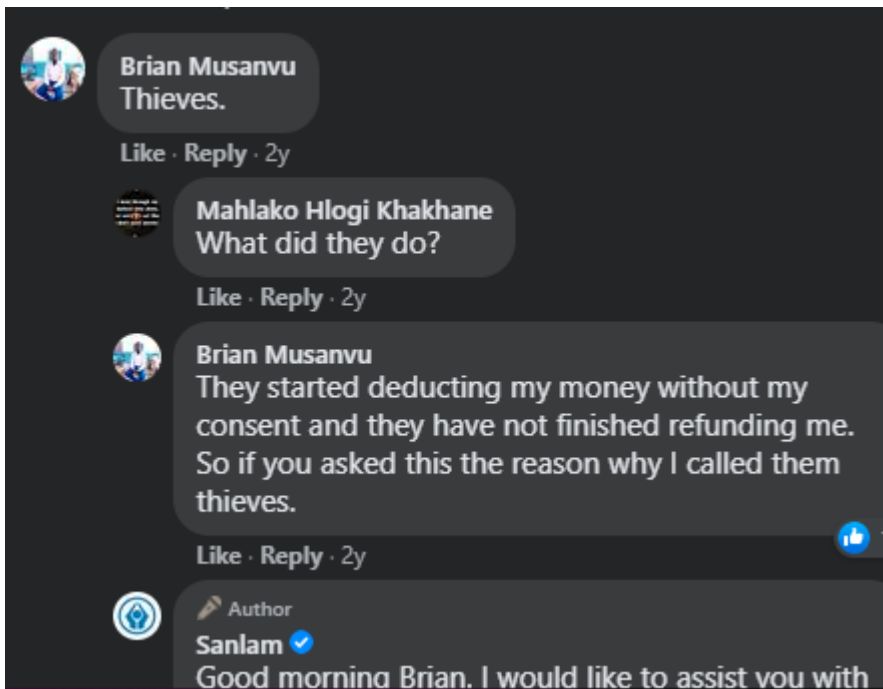 Brian Musanvu
Thieves.
Like · Reply · 2y
Mahlako Hlogi Khakhane
What did they do?
Like · Reply · 2y
Brian Musanvu
They started deducting my money without my
consent and they have not finished refunding me.
So if you asked this the reason why I called them
thieves.
Like · Reply · 2y
Author
Sanlam
Good morning Brian. I would like to assist you with